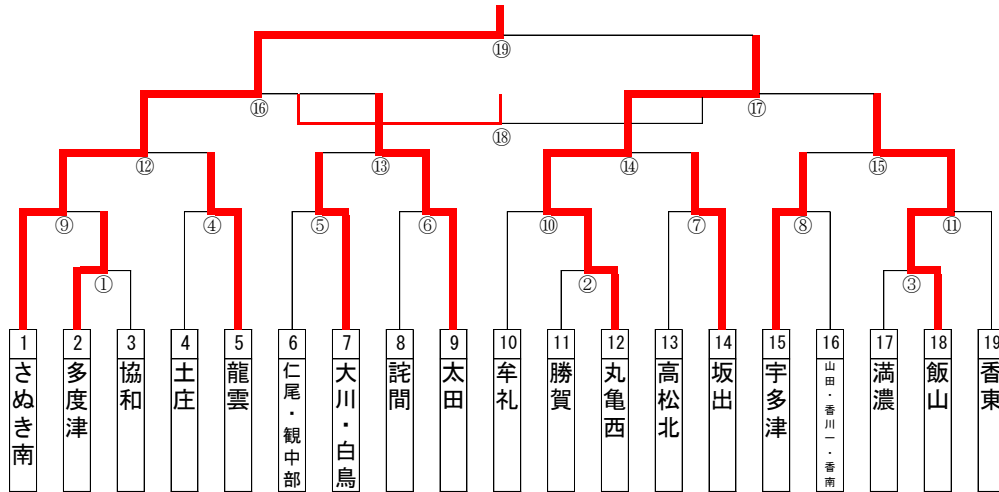 ⑲
⑯ ⑰
⑱
⑫ ⑬ ⑭ ⑮
⑨ ④ ⑤ ⑥ ⑩ ⑦ ⑧ ⑪
① ② ③
1 さぬき南
2 多度津
3 協和
4 土庄
5 龍雲
6 仁尾・観中部
7 大川・白鳥
8 詫間
9 太田
10 牟礼
11 勝賀
12 丸亀西
13 高松北
14 坂出
15 宇多津
16 山田・香川一・香南
17 満濃
18 飯山
19 香東